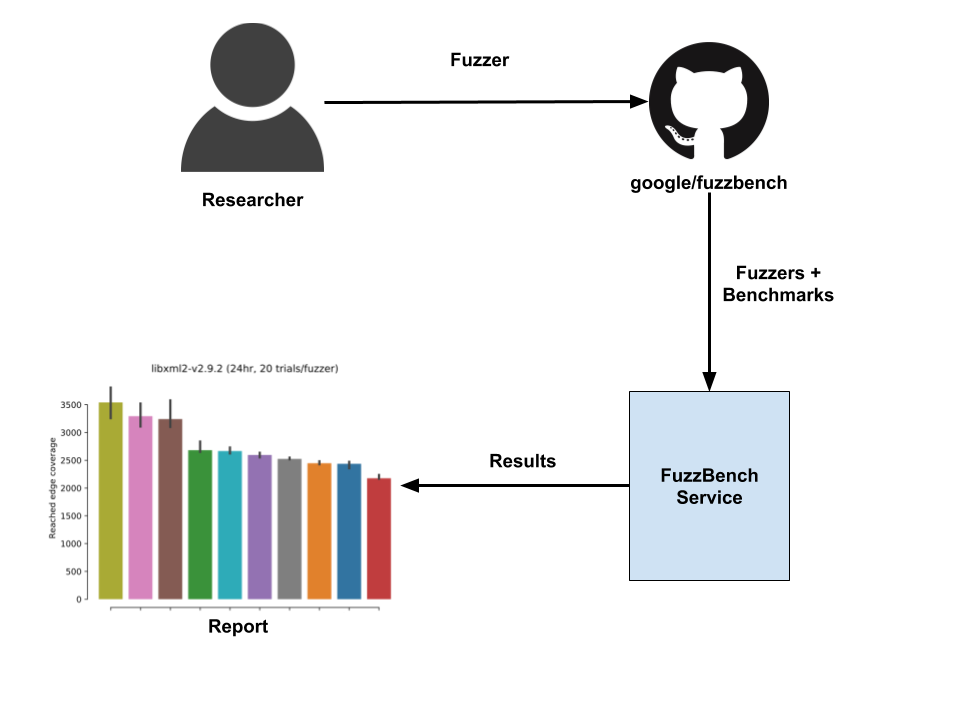 Fuzzer
Researcher
google/fuzzbench
Fuzzers +
Benchmarks
libxml2-v2.9.2 (24hr, 20 trials/fuzzer)
Reached edge coverage
3500
3000
2500
2000
1500
1000
500
0
Report
Results
FuzzBench
Service